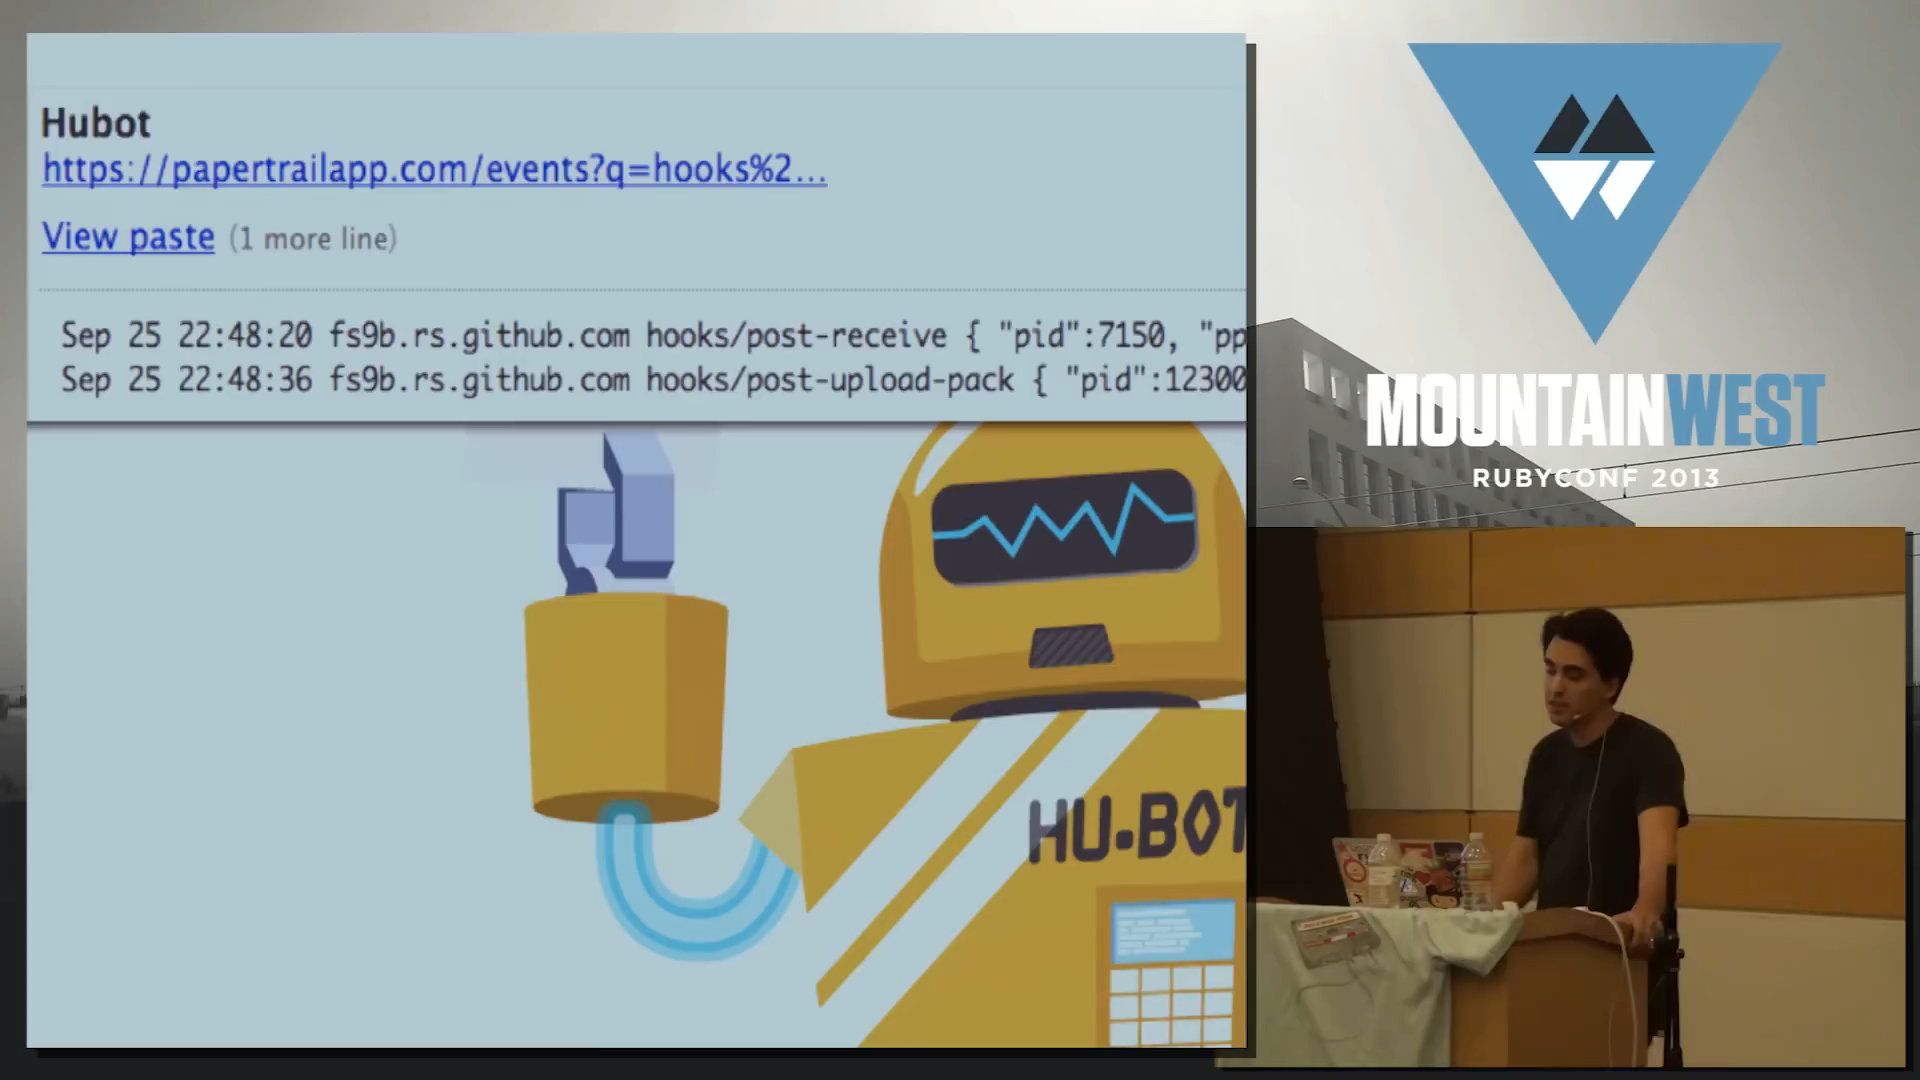 Hubot
https://papertrailapp.com/events?q=hooks%2...
View paste (1 more line)
Sep 25 22:48:20 fs9b.rs.github.com hooks/post-receive { "pid":7150, "pp
Sep 25 22:48:36 fs9b.rs.github.com hooks/post-upload-pack { "pid":12300
HU-BOT
MOUNTAINWEST
RUBYCONF 2013